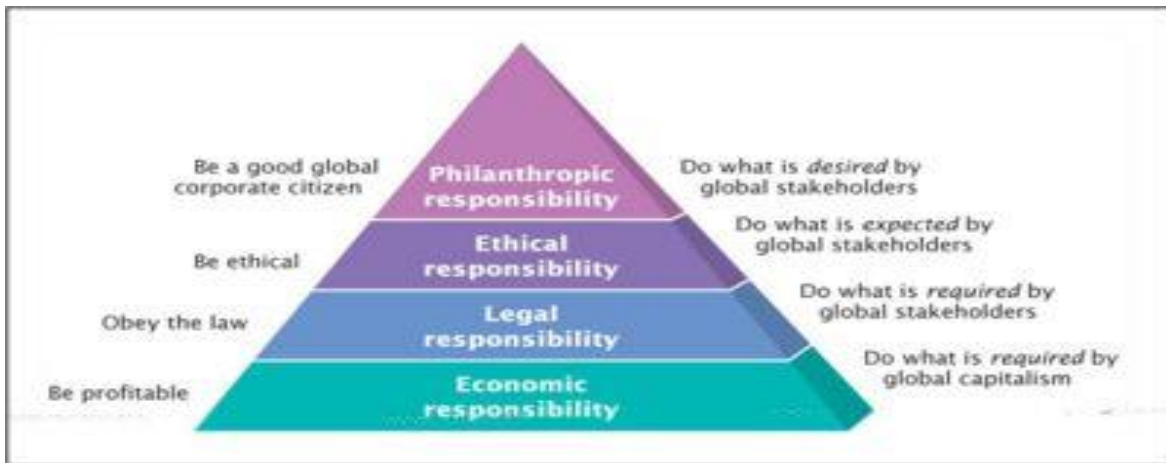 Be a good global
corporate citizen
Philanthropic
responsibility
Do what is desired by
global stakeholders
Be ethical
Ethical
responsibility
Do what is expected by
global stakeholders
Obey the law
Legal
responsibility
Do what is required by
global stakeholders
Be profitable
Economic
responsibility
Do what is required by
global capitalism